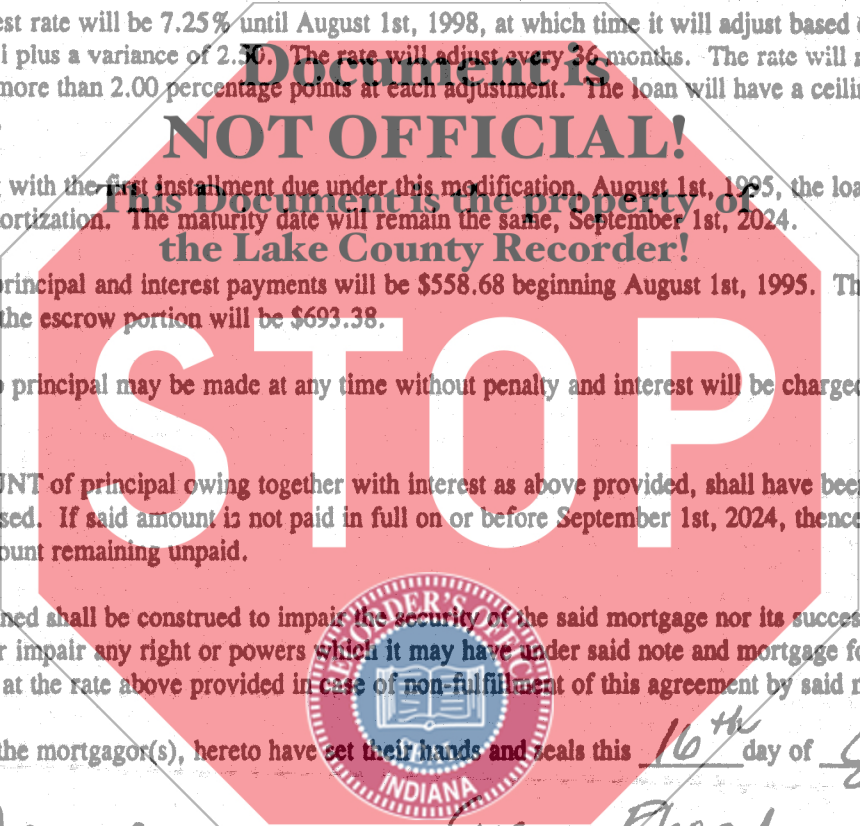 est rate will be 7.25% until August 1st, 1998, at which time it will adjust based
i plus a variance of 2.50. The rate will adjust every 36 months. The rate will
more than 2.00 percentage points at each adjustment. The loan will have a
Document is
NOT OFFICIAL!
with the first installment due under this modification, August 1st, 1995, the
This Document is the property of
ortization. The maturity date will remain the same, September 1st, 2024.
the Lake County Recorder!
principal and interest payments will be $558.68 beginning August 1st, 1995.
the escrow portion will be $693.38.
STOP
principal may be made at any time without penalty and interest will be charged
UNT of principal owing together with interest as above provided, shall have
sed. If said amount is not paid in full on or before September 1st, 2024,
ount remaining unpaid.
ned shall be construed to impair the security of the said mortgage nor its
r impair any right or powers which it may have under said note and mortgage
at the rate above provided in case of non-fulfillment of this agreement by said
the mortgagor(s), hereto have set their hands and seals this 16th day of
RECORDER'S OFFICE
SEAL
INDIANA